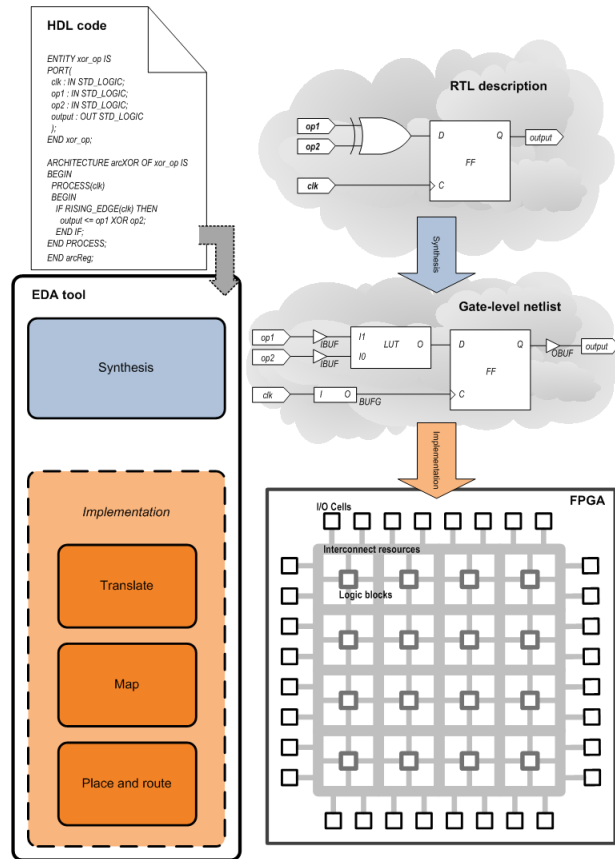 HDL code
ENTITY xor_op IS
PORT(
clk : IN STD_LOGIC;
op1 : IN STD_LOGIC;
op2 : IN STD_LOGIC;
output : OUT STD_LOGIC
);
END xor_op;
ARCHITECTURE arcXOR OF xor_op IS
BEGIN
PROCESS(clk)
BEGIN
IF RISING_EDGE(clk) THEN
output <= op1 XOR op2;
END IF;
END PROCESS;
END arcReg;
EDA tool
Synthesis
Implementation
Translate
Map
Place and route
RTL description
op1
op2
clk
D
Q
FF
C
output
Synthesis
Gate-level netlist
op1
IBUF
op2
IBUF
I1
LUT
O
I0
D
Q
FF
C
OBUF
output
clk
I
O
BUFG
Implementation
FPGA
I/O Cells
Interconnect resources
Logic blocks